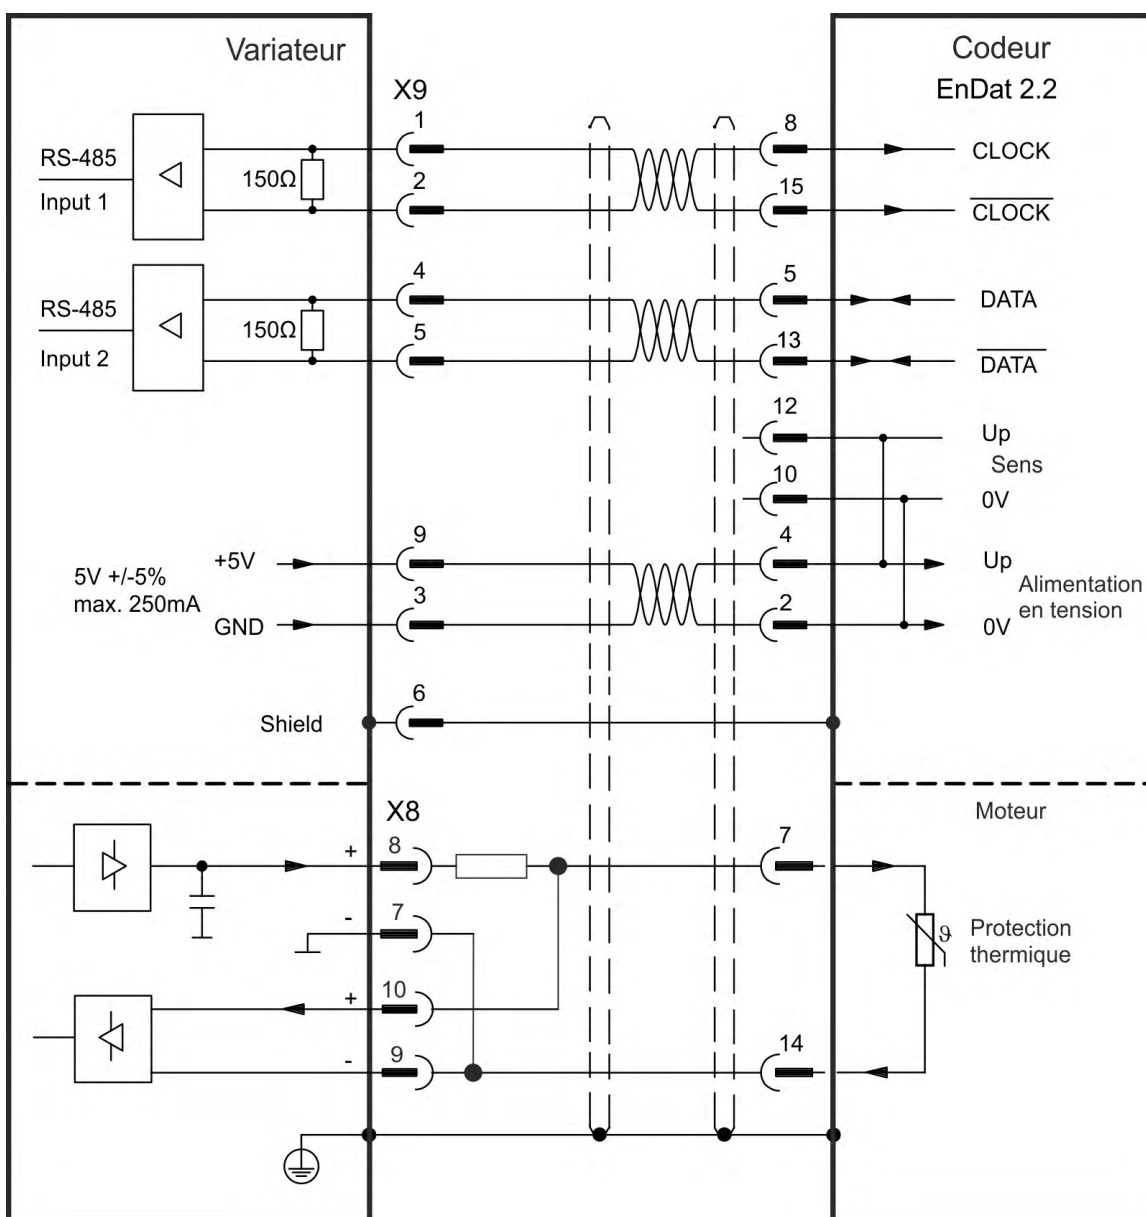 Variateur
Codeur
EnDat 2.2
X9
RS-485
Input 1
150Ω
1
2
8
15
CLOCK
CLOCK
RS-485
Input 2
150Ω
4
5
5
13
DATA
DATA
12
10
Up
Sens
0V
5V +/-5%
max. 250mA
+5V
GND
9
3
4
2
Up
Alimentation
en tension
0V
Shield
6
X8
Moteur
+
8
7
-
7
+
10
-
9
14
ϑ
Protection
thermique